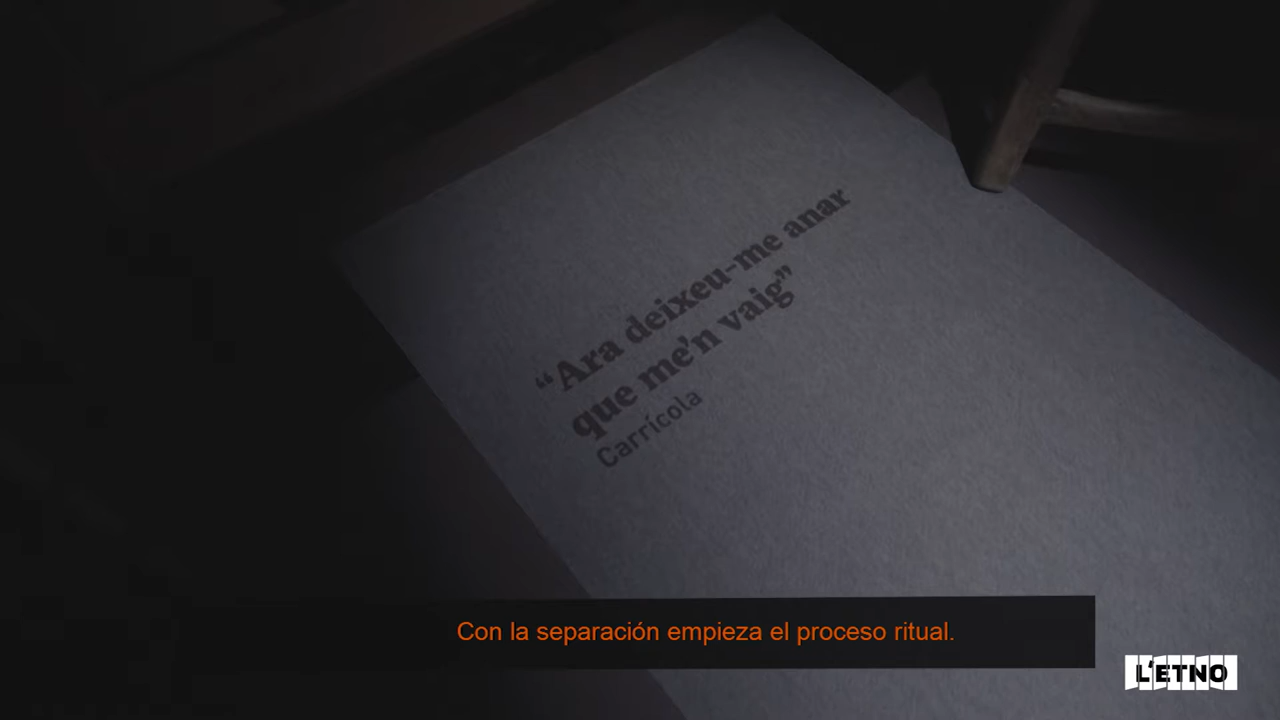 “Ara deixeu-me anar
que me’n vaig”
Carrícola
Con la separación empieza el proceso ritual.
L'ETNO